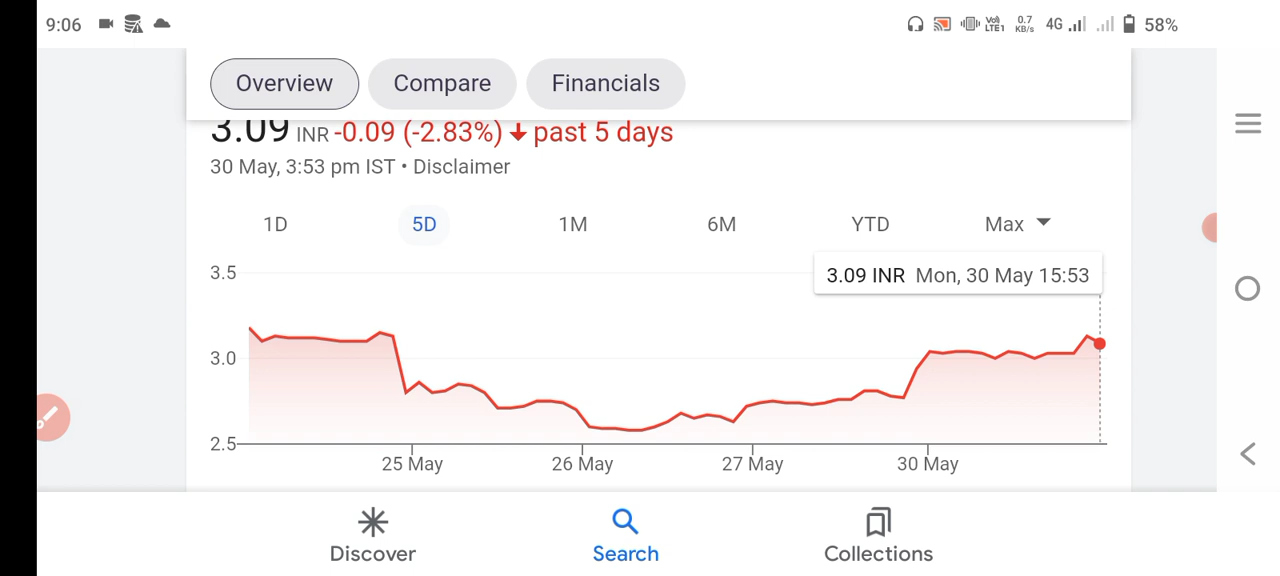 9:06 Vo) LTE1 0.7 KB/s 4G 58%
Overview Compare Financials
3.09 INR -0.09 (-2.83%) ↓ past 5 days
30 May, 3:53 pm IST • Disclaimer
1D 5D 1M 6M YTD Max
3.09 INR Mon, 30 May 15:53
3.5
3.0
2.5
25 May 26 May 27 May 30 May
Discover Search Collections